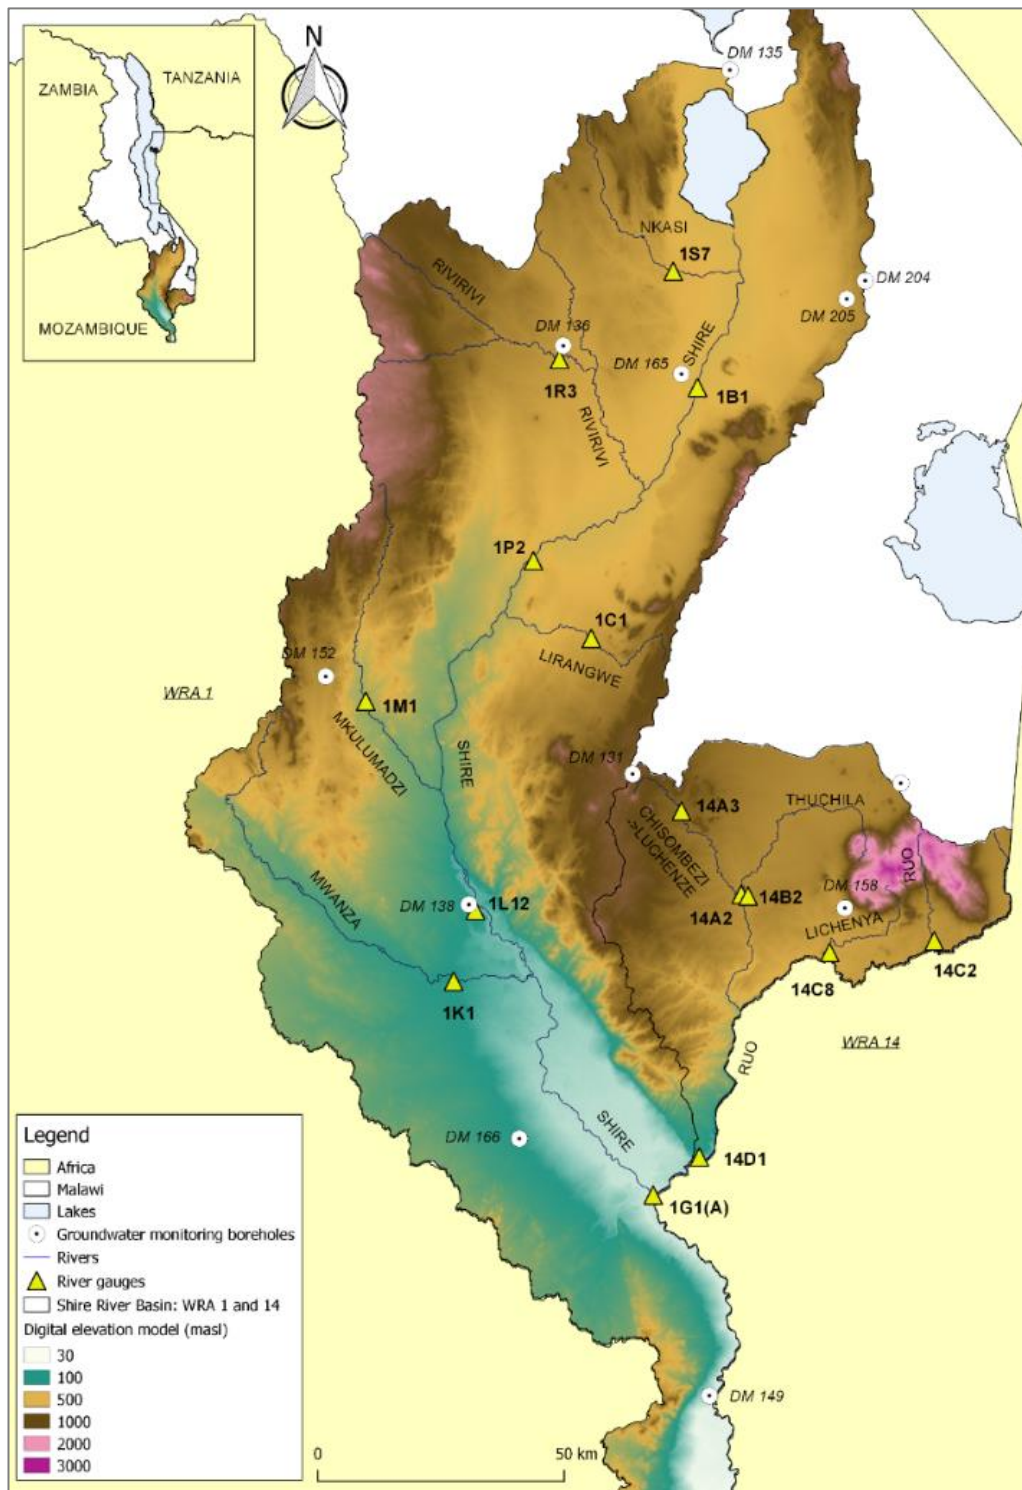 N
DM 135
TANZANIA
ZAMBIA
MOZAMBIQUE
NKASI
1S7
RIVIRIVI
DM 204
DM 205
DM 136
DM 165
SHIRE
1R3
1B1
RIVIRIVI
1P2
1C1
LIRANGWE
DM 152
WRA 1
1M1
MKULUMADZI
SHIRE
DM 131
THUCHILA
14A3
CHISOMBEZI
->LUCHENZE
RUO
MWANZA
DM 138
1L12
14B2
DM 158
14A2
LICHENYA
14C2
14C8
1K1
WRA 14
RUO
SHIRE
DM 166
14D1
1G1(A)
Legend
Africa
Malawi
Lakes
Groundwater monitoring boreholes
Rivers
River gauges
Shire River Basin: WRA 1 and 14
Digital elevation model (masl)
30
100
500
1000
2000
3000
DM 149
0
50 km